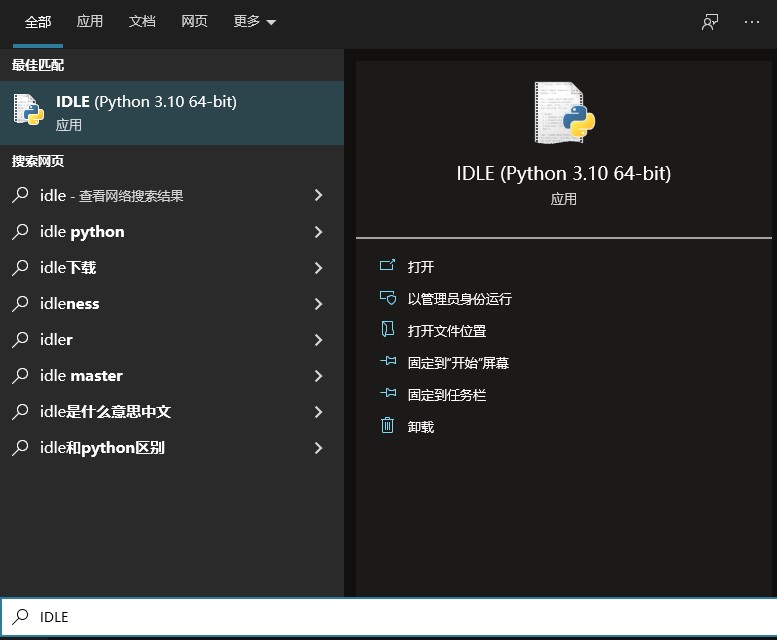 全部 应用 文档 网页 更多
最佳匹配
IDLE (Python 3.10 64-bit)
应用
搜索网页
idle - 查看网络搜索结果
idle python
idle下载
idleness
idler
idle master
idle是什么意思中文
idle和python区别
IDLE (Python 3.10 64-bit)
应用
打开
以管理员身份运行
打开文件位置
固定到"开始"屏幕
固定到任务栏
卸载
IDLE